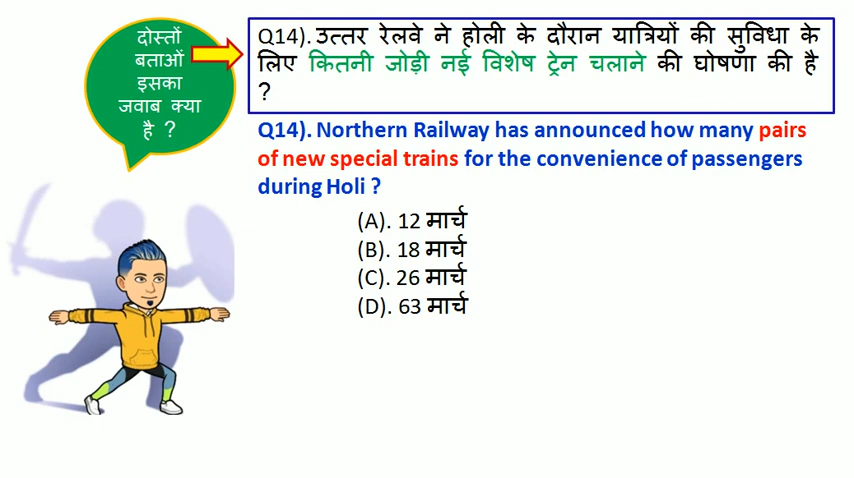 दोस्तों
बताओं
इसका
जवाब क्या
है ?
Q14). उत्तर रेलवे ने होली के दौरान यात्रियों की सुविधा के
लिए कितनी जोड़ी नई विशेष ट्रेन चलाने की घोषणा की है
?
Q14). Northern Railway has announced how many pairs
of new special trains for the convenience of passengers
during Holi ?
(A). 12 मार्च
(B). 18 मार्च
(C). 26 मार्च
(D). 63 मार्च